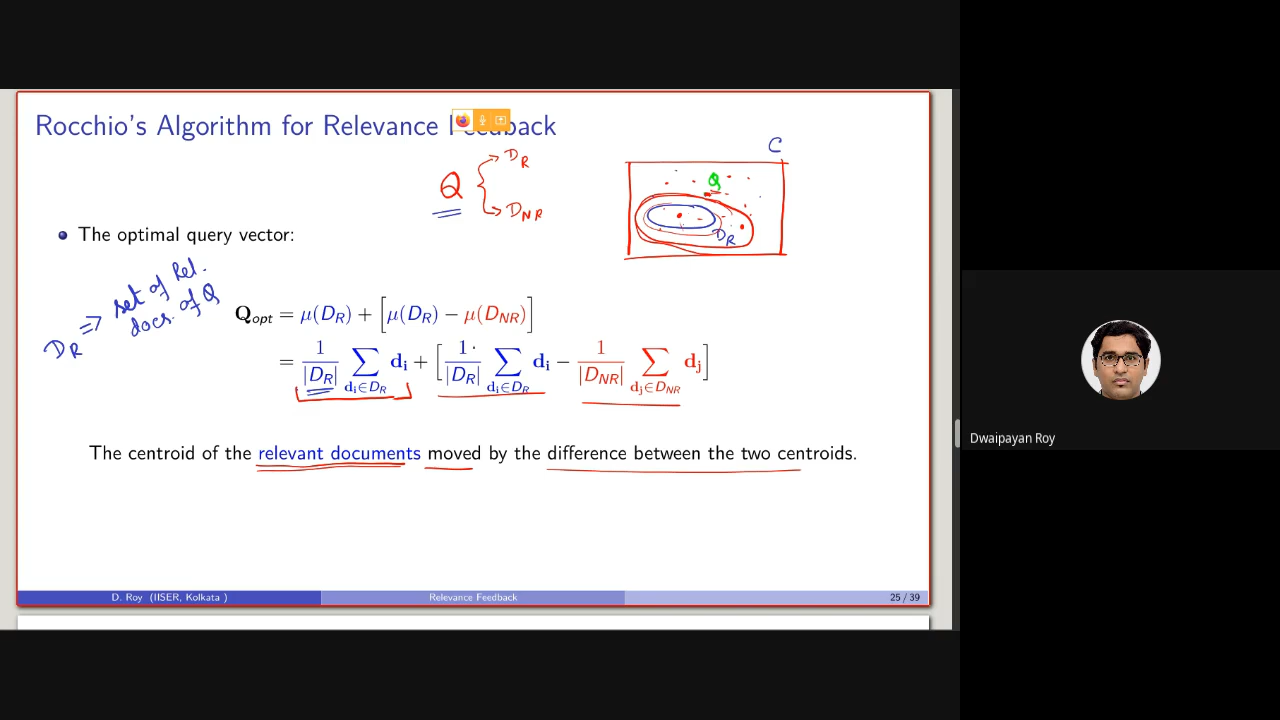 Rocchio's Algorithm for Relevance Feedback
C
Q { → D_R
→ D_NR
Q
D_R
The optimal query vector:
D_R ⇒ set of Rel.
docs. of Q
Q_opt = μ(D_R) + [μ(D_R) − μ(D_NR)]
= 1/|D_R| ∑_{d_i∈D_R} d_i + [1/|D_R| ∑_{d_i∈D_R} d_i − 1/|D_NR| ∑_{d_j∈D_NR} d_j]
The centroid of the relevant documents moved by the difference between the two centroids.
D. Roy (IISER, Kolkata ) Relevance Feedback 25 / 39
Dwaipayan Roy